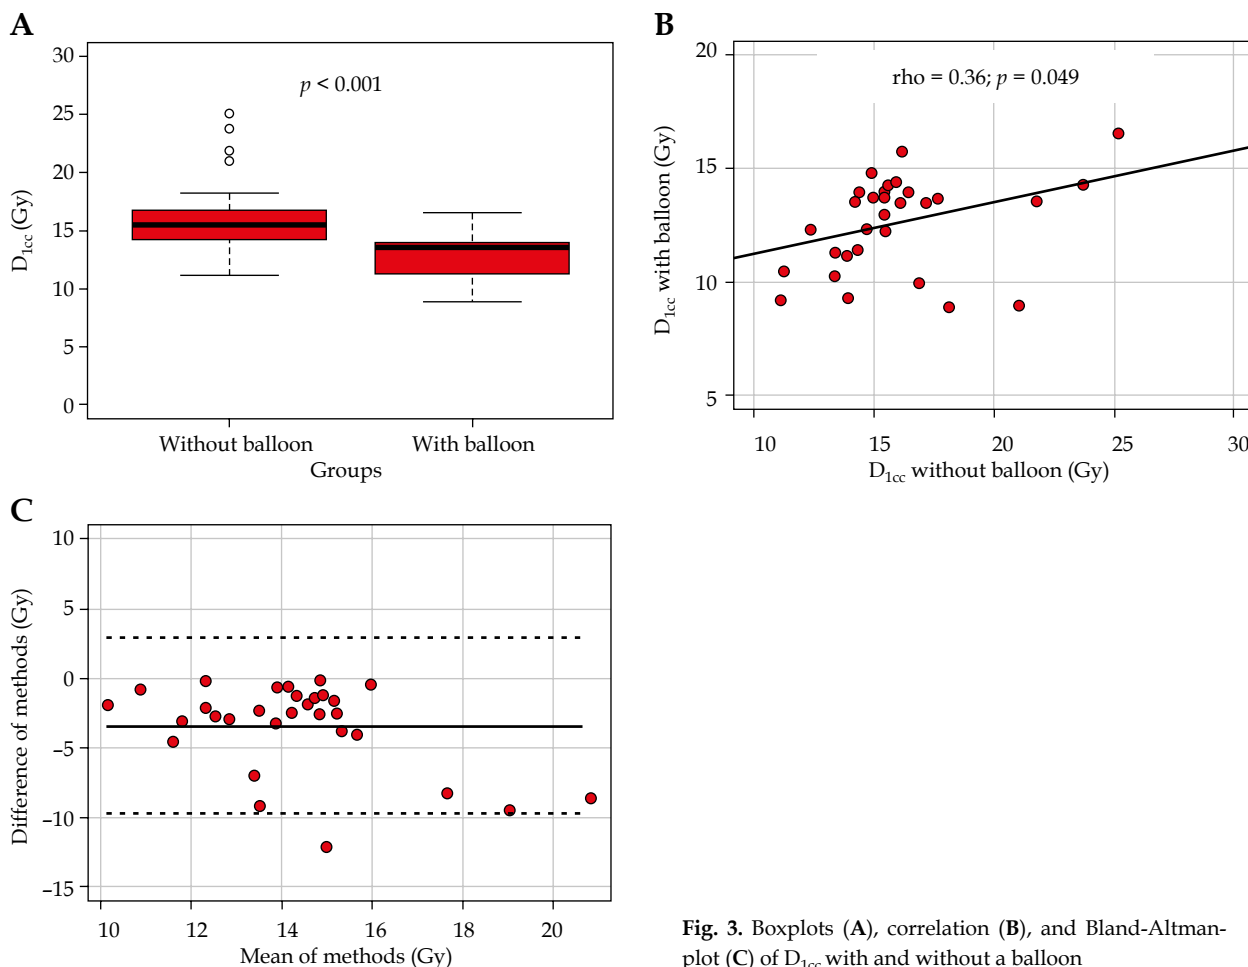 A
30
25
20
15
10
5
0
D1cc (Gy)
p < 0.001
Without balloon
With balloon
Groups
B
20
15
10
5
D1cc with balloon (Gy)
rho = 0.36; p = 0.049
10 15 20 25 30
D1cc without balloon (Gy)
C
10
5
0
–5
–10
–15
Difference of methods (Gy)
10 12 14 16 18 20
Mean of methods (Gy)
Fig. 3. Boxplots (A), correlation (B), and Bland-Altman-
plot (C) of D1cc with and without a balloon